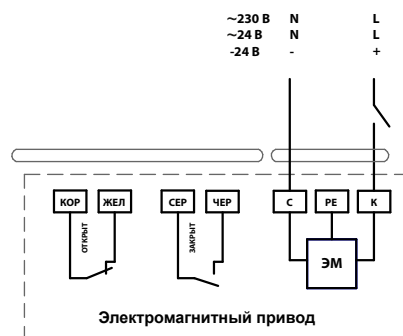 ~230 В N L
~24 В N L
-24 В - +
КОР ЖЕЛ СЕР ЧЕР С РЕ К
ОТКРЫТ
ЗАКРЫТ
ЭМ
Электромагнитный привод